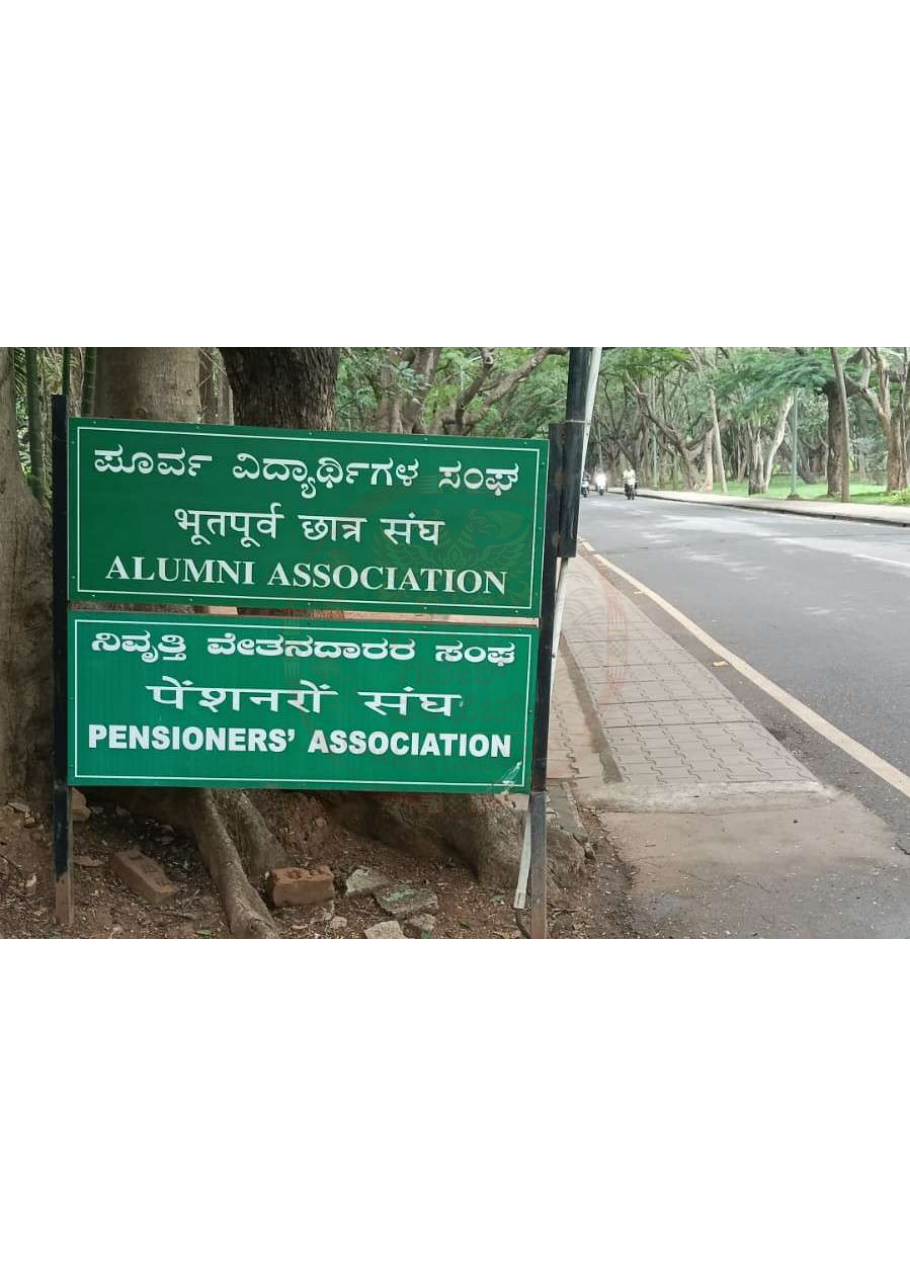 ಪೂರ್ವ ವಿದ್ಯಾರ್ಥಿಗಳ ಸಂಘ
भूतपूर्व छात्र संघ
ALUMNI ASSOCIATION
ನಿವೃತ್ತಿ ವೇತನದಾರರ ಸಂಘ
पेंशनरों संघ
PENSIONERS’ ASSOCIATION